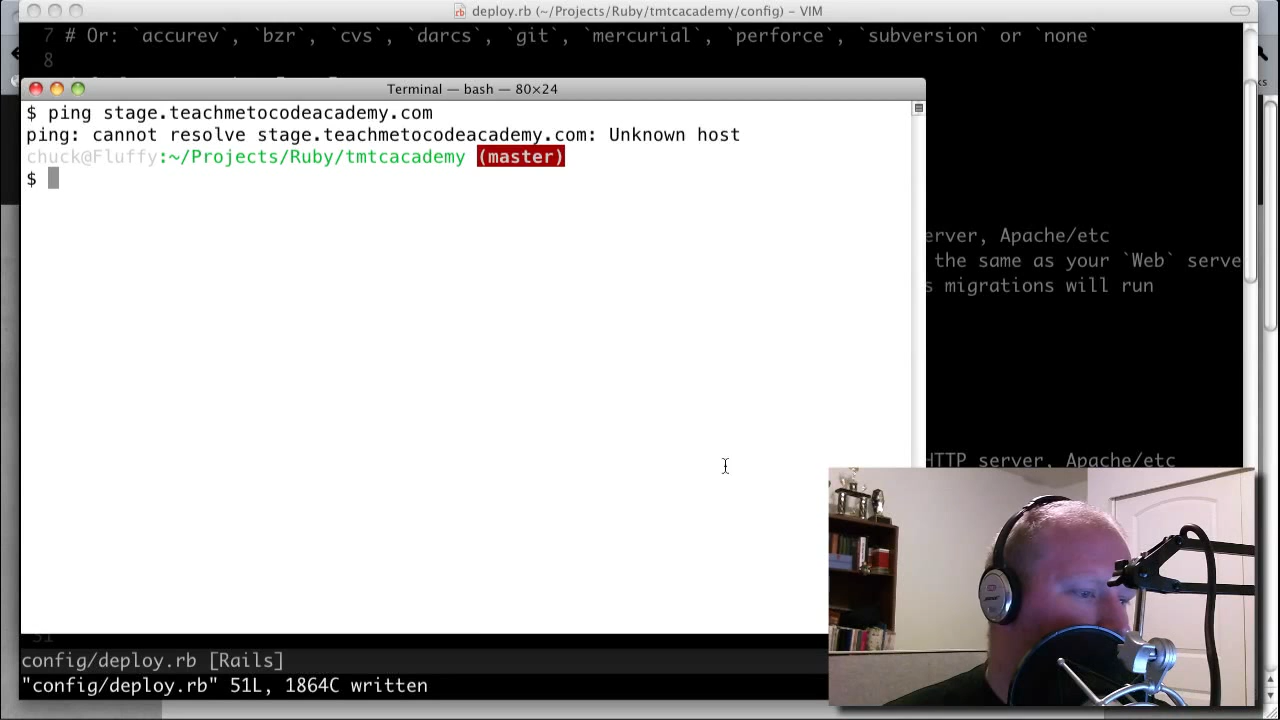 deploy.rb (~/Projects/Ruby/tmtcacademy/config) – VIM
7 # Or: `accurev`, `bzr`, `cvs`, `darcs`, `git`, `mercurial`, `perforce`, `subversion` or `none`
8
Terminal — bash — 80×24
$ ping stage.teachmetocodeacademy.com
ping: cannot resolve stage.teachmetocodeacademy.com: Unknown host
chuck@Fluffy:~/Projects/Ruby/tmtcacademy (master)
$
erver, Apache/etc
the same as your `Web` serve
s migrations will run
HTTP server, Apache/etc
31
config/deploy.rb [Rails]
"config/deploy.rb" 51L, 1864C written